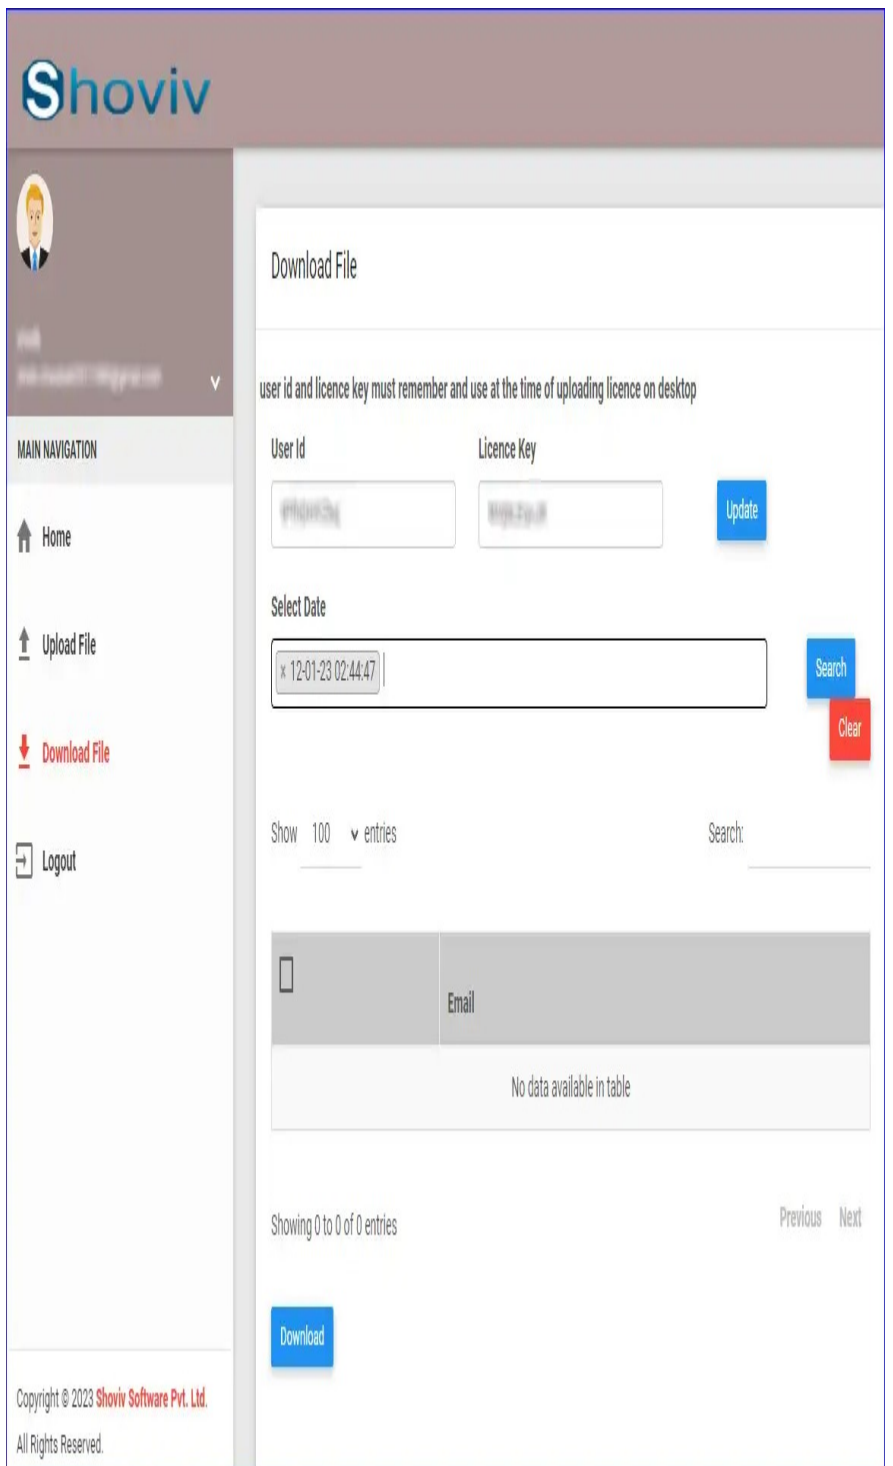 Shoviv
MAIN NAVIGATION
Home
Upload File
Download File
Logout
Copyright © 2023 Shoviv Software Pvt. Ltd.
All Rights Reserved.
Download File
user id and licence key must remember and use at the time of uploading licence on desktop
User Id Licence Key
Update
Select Date
× 12-01-23 02:44:47
Search
Clear
Show 100 entries Search:
Email
No data available in table
Showing 0 to 0 of 0 entries Previous Next
Download